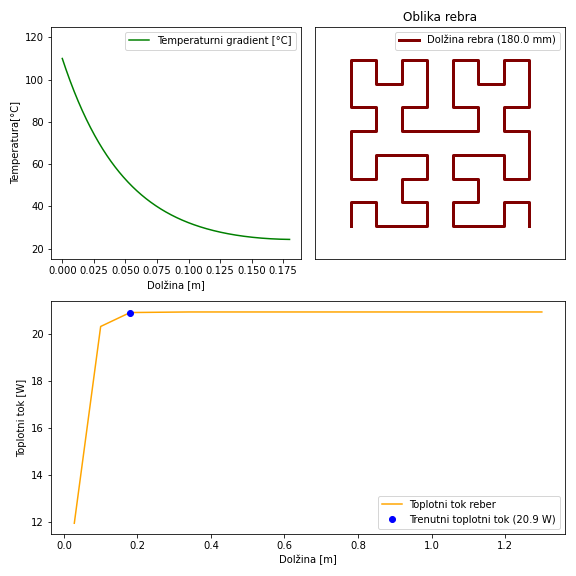 Oblika rebra
120
100
80
60
40
20
Temperatura[°C]
Temperaturni gradient [°C]
0.000 0.025 0.050 0.075 0.100 0.125 0.150 0.175
Dolžina [m]
Dolžina rebra (180.0 mm)
20
18
16
14
12
Toplotni tok [W]
Toplotni tok reber
Trenutni toplotni tok (20.9 W)
0.0 0.2 0.4 0.6 0.8 1.0 1.2
Dolžina [m]